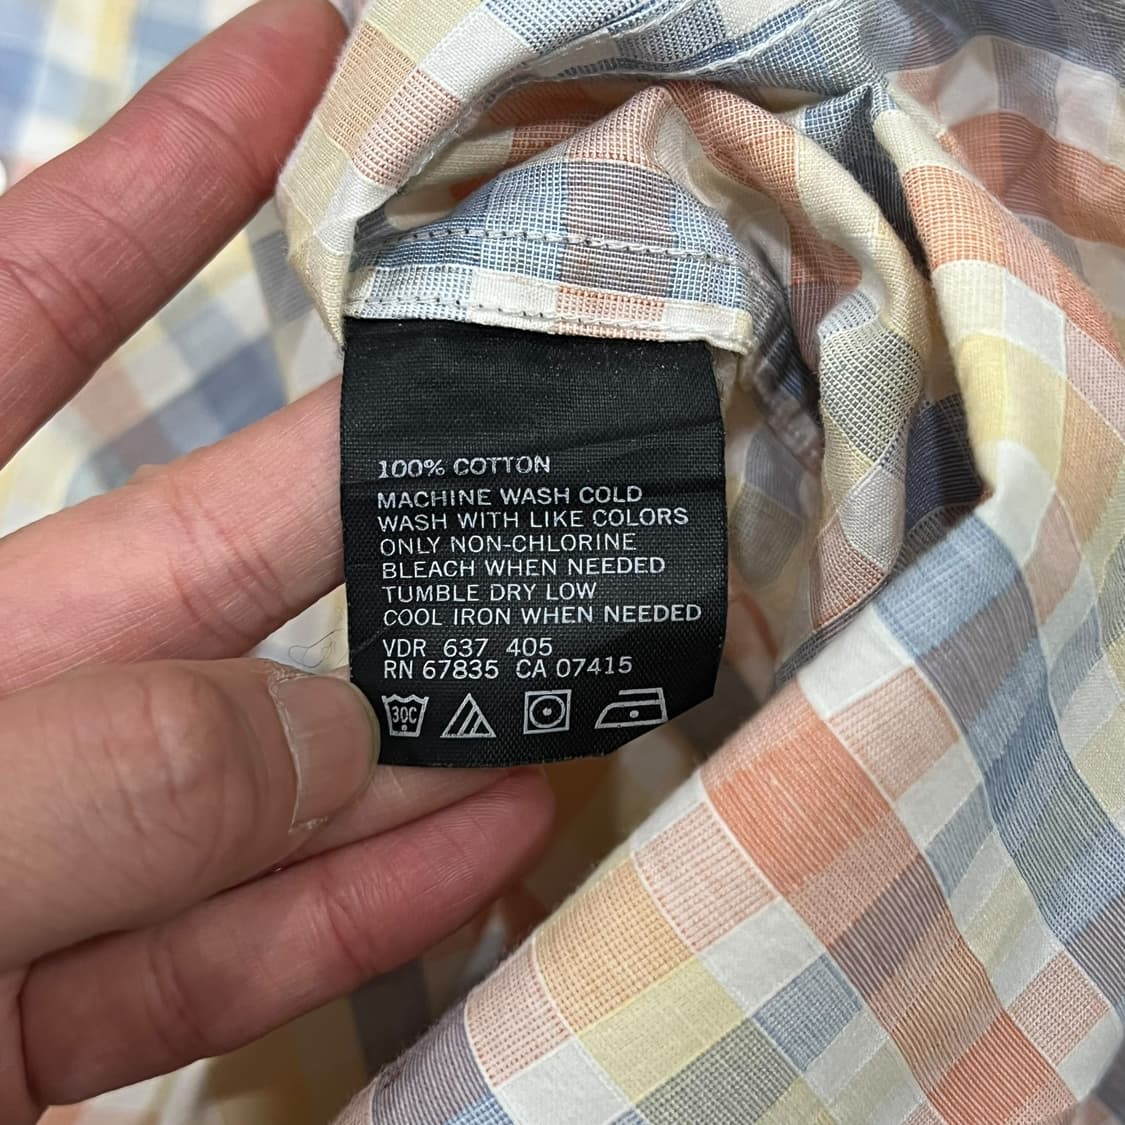 100% COTTON
MACHINE WASH COLD
WASH WITH LIKE COLORS
ONLY NON-CHLORINE
BLEACH WHEN NEEDED
TUMBLE DRY LOW
COOL IRON WHEN NEEDED
VDR 637 405
RN 67835 CA 07415
30C